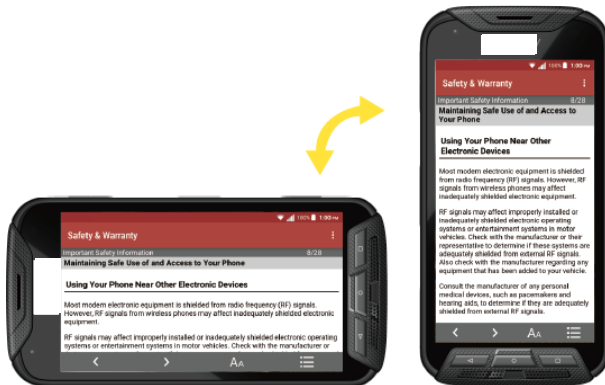 100% 1:00 PM
Safety & Warranty
Important Safety Information 8/28
Maintaining Safe Use of and Access to Your Phone
Using Your Phone Near Other Electronic Devices
Most modern electronic equipment is shielded from radio frequency (RF) signals.
However, RF signals from wireless phones may affect inadequately shielded electronic
equipment.
RF signals may affect improperly installed or inadequately shielded electronic operating
systems or entertainment systems in motor vehicles. Check with the manufacturer or
AA
100% 1:00 PM
Safety & Warranty
Important Safety Information 8/28
Maintaining Safe Use of and Access to
Your Phone
Using Your Phone Near Other
Electronic Devices
Most modern electronic equipment is shielded
from radio frequency (RF) signals. However, RF
signals from wireless phones may affect
inadequately shielded electronic equipment.
RF signals may affect improperly installed or
inadequately shielded electronic operating
systems or entertainment systems in motor
vehicles. Check with the manufacturer or their
representative to determine if these systems are
adequately shielded from external RF signals.
Also check with the manufacturer regarding any
equipment that has been added to your vehicle.
Consult the manufacturer of any personal
medical devices, such as pacemakers and
hearing aids, to determine if they are adequately
shielded from external RF signals.
AA